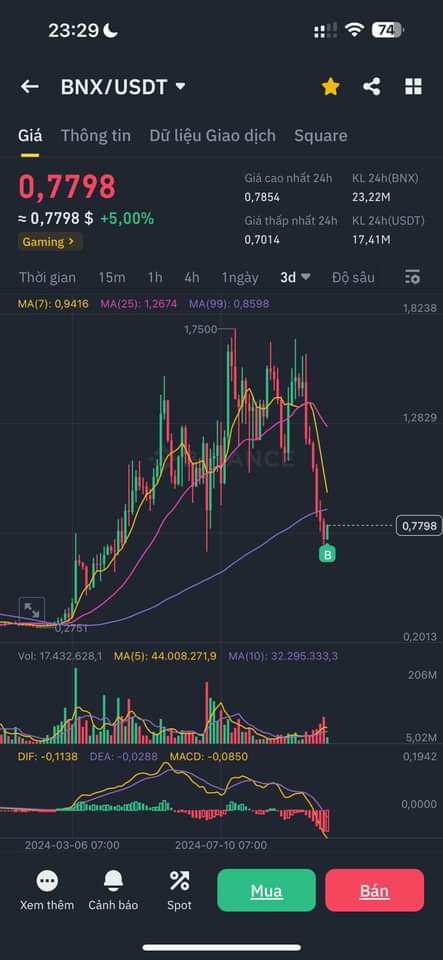 23:29
74
BNX/USDT
Giá Thông tin Dữ liệu Giao dịch Square
0,7798
≈ 0,7798 $ +5,00%
Gaming >
Giá cao nhất 24h KL 24h(BNX)
0,7854 23,22M
Giá thấp nhất 24h KL 24h(USDT)
0,7014 17,41M
Thời gian 15m 1h 4h 1ngày 3d Độ sâu
MA(7): 0,9416 MA(25): 1,2674 MA(99): 0,8598
1,8238
1,7500
1,2829
BINANCE
0,7798
B
0,2751
0,2013
Vol: 17.432.628,1 MA(5): 44.008.271,9 MA(10): 32.295.333,3
206M
5,02M
DIF: -0,1138 DEA: -0,0288 MACD: -0,0850
0,1942
0,0000
2024-03-06 07:00 2024-07-10 07:00
Xem thêm Cảnh báo Spot Mua Bán